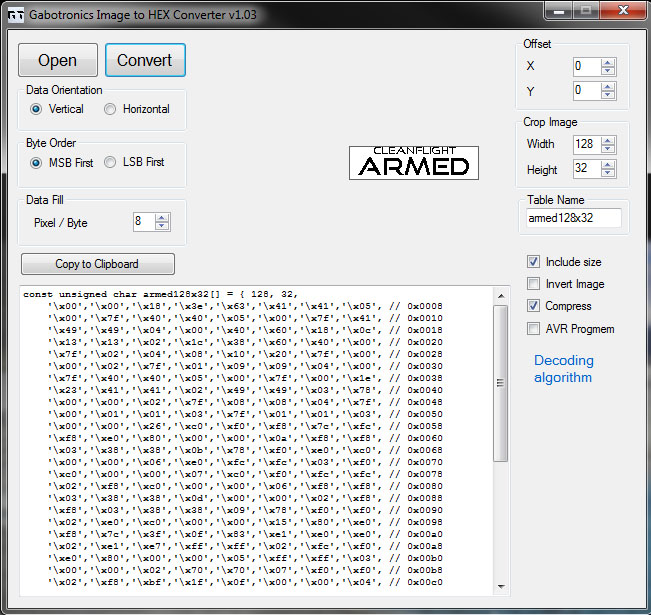 Gabotronics Image to HEX Converter v1.03
Open
Convert
Data Orientation
Vertical
Horizontal
Byte Order
MSB First
LSB First
Data Fill
Pixel / Byte
8
Copy to Clipboard
CLEANFLIGHT
ARMED
Offset
X
0
Y
0
Crop Image
Width
128
Height
32
Table Name
armed128x32
Include size
Invert Image
Compress
AVR Progmem
Decoding
algorithm
const unsigned char armed128x32[] = { 128, 32,
'\x00','\x00','\x18','\x3e','\x63','\x41','\x41','\x05', // 0x0008
'\x00','\x7f','\x40','\x40','\x05','\x00','\x7f','\x41', // 0x0010
'\x49','\x49','\x04','\x00','\x40','\x60','\x18','\x0c', // 0x0018
'\x13','\x13','\x02','\x1c','\x38','\x60','\x40','\x00', // 0x0020
'\x7f','\x02','\x04','\x08','\x10','\x20','\x7f','\x00', // 0x0028
'\x00','\x02','\x7f','\x01','\x09','\x01','\x04','\x00', // 0x0030
'\x7f','\x40','\x40','\x05','\x00','\x7f','\x00','\x1e', // 0x0038
'\x23','\x41','\x41','\x02','\x49','\x49','\x03','\x78', // 0x0040
'\x00','\x00','\x02','\x7f','\x08','\x08','\x04','\x7f', // 0x0048
'\x00','\x01','\x01','\x03','\x7f','\x01','\x01','\x03', // 0x0050
'\x00','\x00','\x26','\xc0','\xf0','\xf8','\x7c','\xfc', // 0x0058
'\xf8','\xe0','\x80','\x00','\x00','\x0a','\xf8','\xf8', // 0x0060
'\x03','\x38','\x38','\x0b','\x78','\xf0','\xe0','\xc0', // 0x0068
'\x00','\x00','\x06','\xe0','\xfc','\xfc','\x03','\xf0', // 0x0070
'\xc0','\x00','\x07','\xc0','\xf0','\xfc','\xfc','\xfc', // 0x0078
'\x02','\xf8','\xc0','\x00','\x00','\x06','\xf8','\xf8', // 0x0080
'\x03','\x38','\x38','\x0d','\x00','\x00','\x02','\xf8', // 0x0088
'\xf8','\x03','\x38','\x38','\x09','\x78','\xf0','\xf0', // 0x0090
'\x02','\xe0','\xc0','\x00','\x00','\x15','\x80','\xe0', // 0x0098
'\xf8','\x7c','\x3f','\x0f','\x83','\xe1','\xe0','\xe0', // 0x00a0
'\x02','\xe1','\xe7','\xff','\xff','\x02','\xfc','\xf0', // 0x00a8
'\xe0','\x80','\x00','\x00','\x05','\xff','\xff','\x03', // 0x00b0
'\x00','\x00','\x02','\x70','\x70','\x07','\xf0','\xf0', // 0x00b8
'\x02','\xf8','\xbf','\x1f','\x0f','\x00','\x00','\x04', // 0x00c0